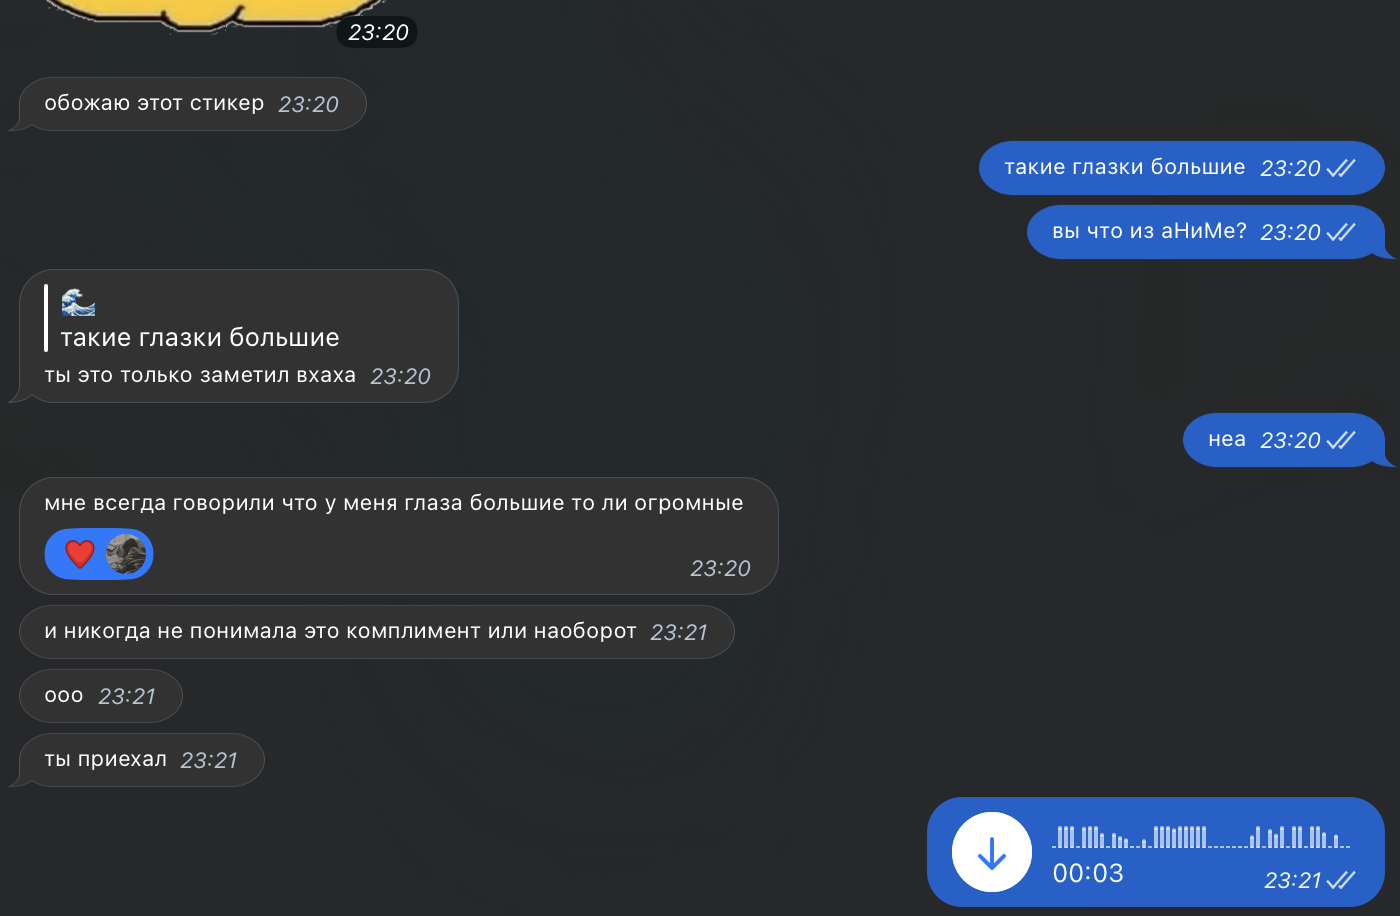 23:20
обожаю этот стикер 23:20
такие глазки большие 23:20
вы что из аНиМе? 23:20
такие глазки большие
ты это только заметил вхаха 23:20
неа 23:20
мне всегда говорили что у меня глаза большие то ли огромные
23:20
и никогда не понимала это комплимент или наоборот 23:21
ооо 23:21
ты приехал 23:21
00:03
23:21